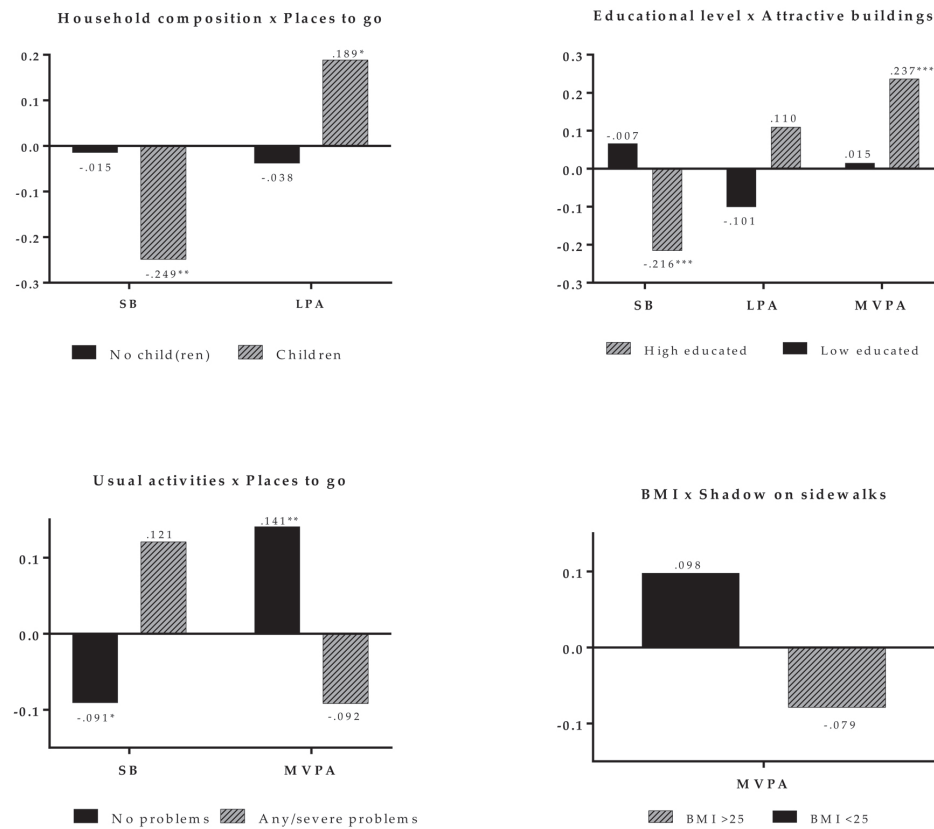 Household composition x Places to go
0.2
0.1
0.0
-0.1
-0.2
-0.3
-.015
-.249**
-.038
.189*
SB
LPA
No child(ren)
Children
Educational level x Attractive buildings
0.3
0.2
0.1
0.0
-0.1
-0.2
-0.3
-.007
-.216***
-.101
.110
.015
.237***
SB
LPA
MVPA
High educated
Low educated
Usual activities x Places to go
0.1
0.0
-0.1
-.091*
.121
.141**
-.092
SB
MVPA
No problems
Any/severe problems
BMI x Shadow on sidewalks
0.1
0.0
-0.1
.098
-.079
MVPA
BMI>25
BMI<25